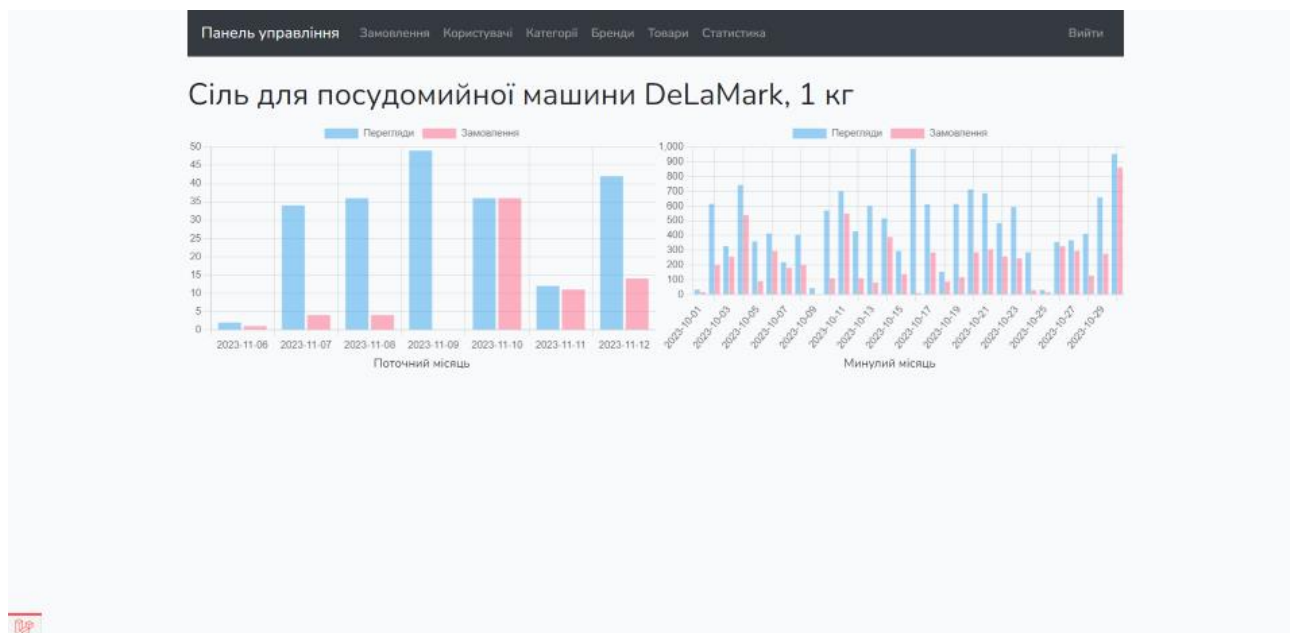 Панель управління Замовлення Користувачі Категорії Бренди Товари Статистика Вийти
Сіль для посудомийної машини DeLaMark, 1 кг
Перегляди Замовлення
50
45
40
35
30
25
20
15
10
5
0
2023-11-06 2023-11-07 2023-11-08 2023-11-09 2023-11-10 2023-11-11 2023-11-12
Поточний місяць
Перегляди Замовлення
1,000
900
800
700
600
500
400
300
200
100
0
2023-10-01 2023-10-03 2023-10-05 2023-10-07 2023-10-09 2023-10-11 2023-10-13 2023-10-15 2023-10-17 2023-10-19 2023-10-21 2023-10-23 2023-10-25 2023-10-27 2023-10-29
Минулий місяць